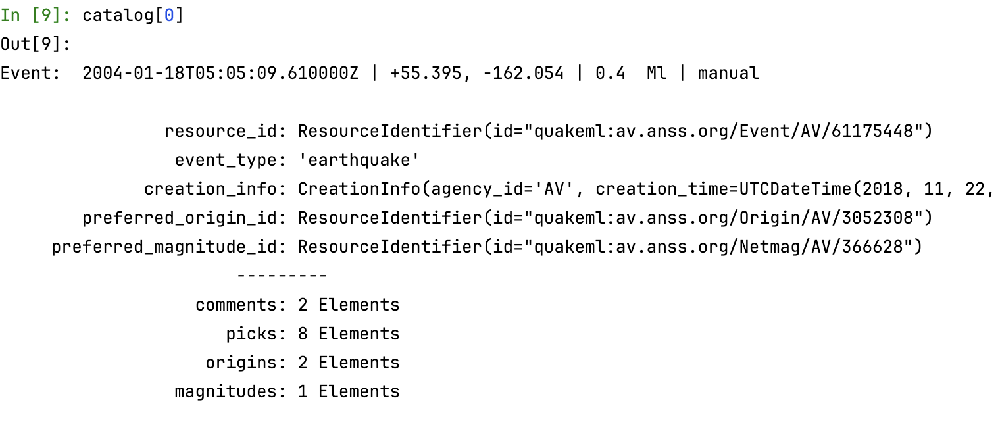 In [9]: catalog[0]
Out[9]:
Event:  2004-01-18T05:05:09.610000Z | +55.395, -162.054 | 0.4  Ml | manual
resource_id: ResourceIdentifier(id="quakeml:av.anss.org/Event/AV/61175448")
event_type: 'earthquake'
creation_info: CreationInfo(agency_id='AV', creation_time=UTCDateTime(2018, 11, 22,
preferred_origin_id: ResourceIdentifier(id="quakeml:av.anss.org/Origin/AV/3052308")
preferred_magnitude_id: ResourceIdentifier(id="quakeml:av.anss.org/Netmag/AV/366628")
---------
comments: 2 Elements
picks: 8 Elements
origins: 2 Elements
magnitudes: 1 Elements